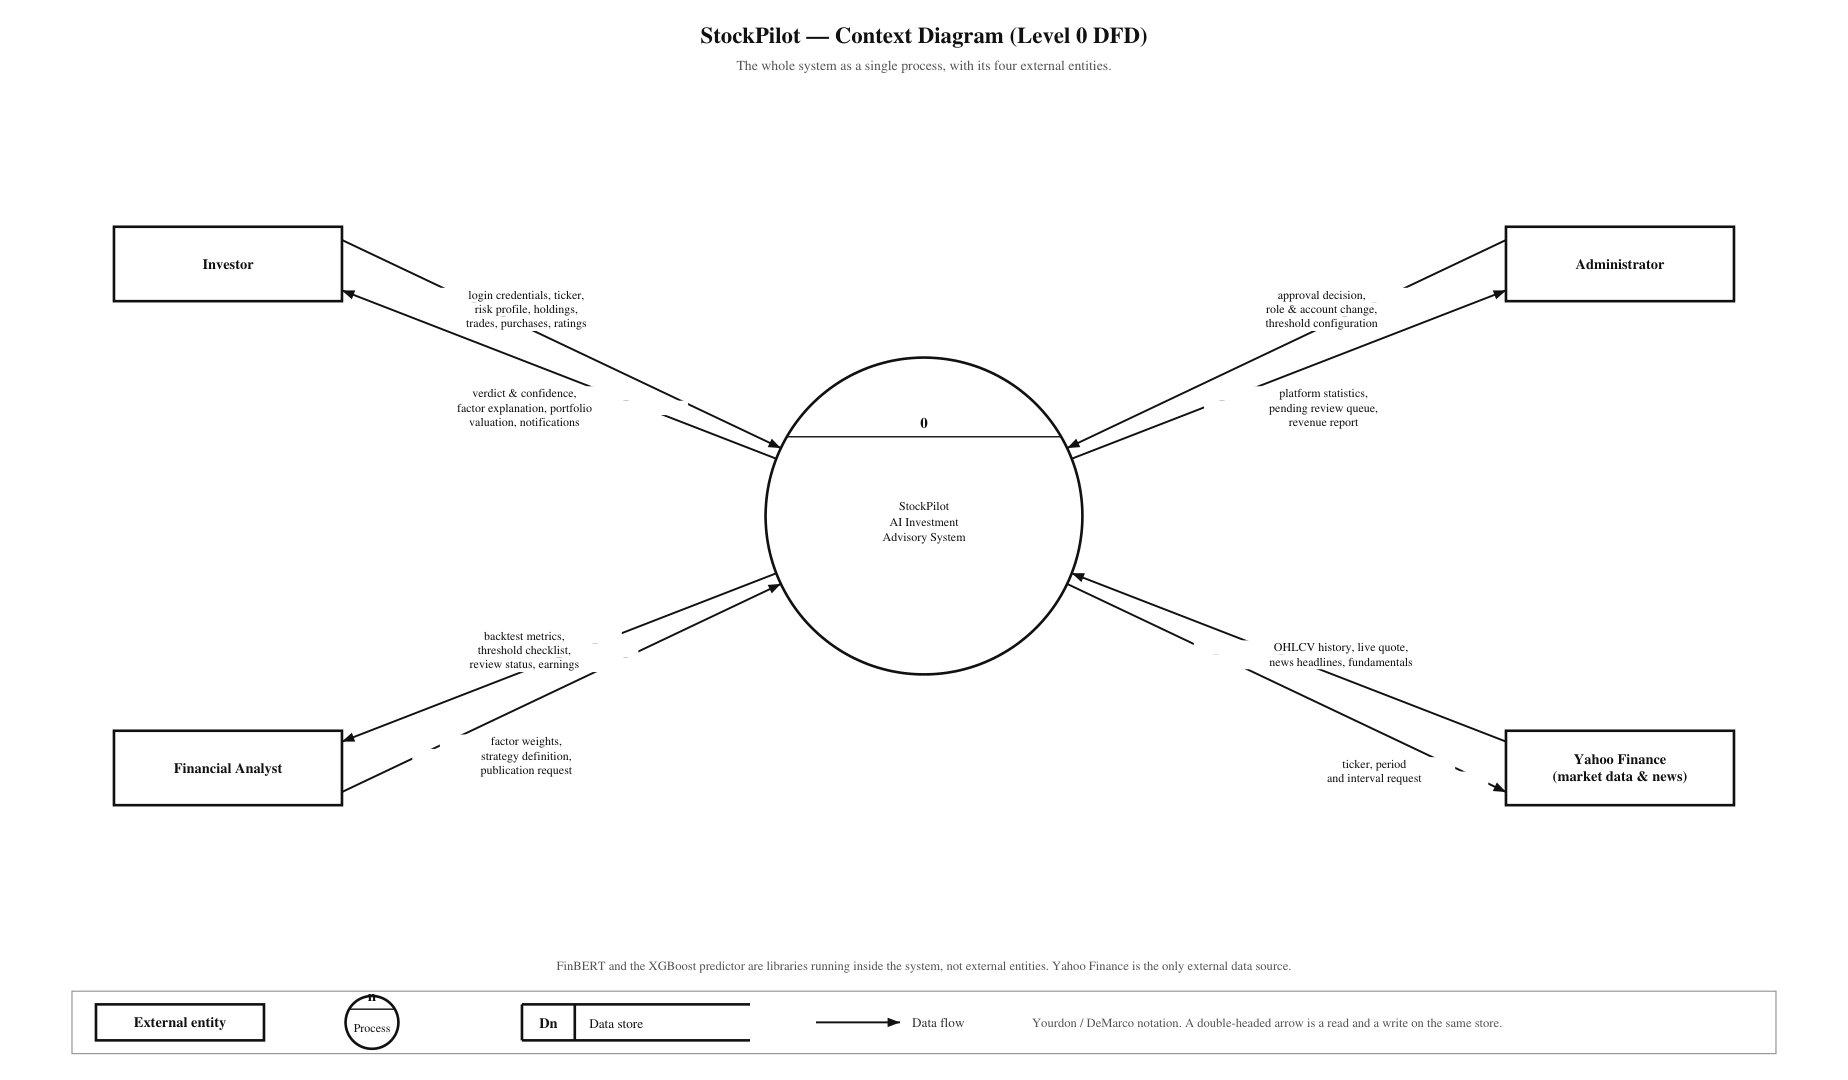 StockPilot — Context Diagram (Level 0 DFD)
The whole system as a single process, with its four external entities.
Investor
Administrator
login credentials, ticker,
risk profile, holdings,
trades, purchases, ratings
approval decision,
role & account change,
threshold configuration
verdict & confidence,
factor explanation, portfolio
valuation, notifications
platform statistics,
pending review queue,
revenue report
0
StockPilot
AI Investment
Advisory System
backtest metrics,
threshold checklist,
review status, earnings
OHLCV history, live quote,
news headlines, fundamentals
Financial Analyst
factor weights,
strategy definition,
publication request
ticker, period
and interval request
Yahoo Finance
(market data & news)
FinBERT and the XGBoost predictor are libraries running inside the system, not external entities. Yahoo Finance is the only external data source.
External entity
n
Process
Dn
Data store
Data flow
Yourdon / DeMarco notation. A double-headed arrow is a read and a write on the same store.